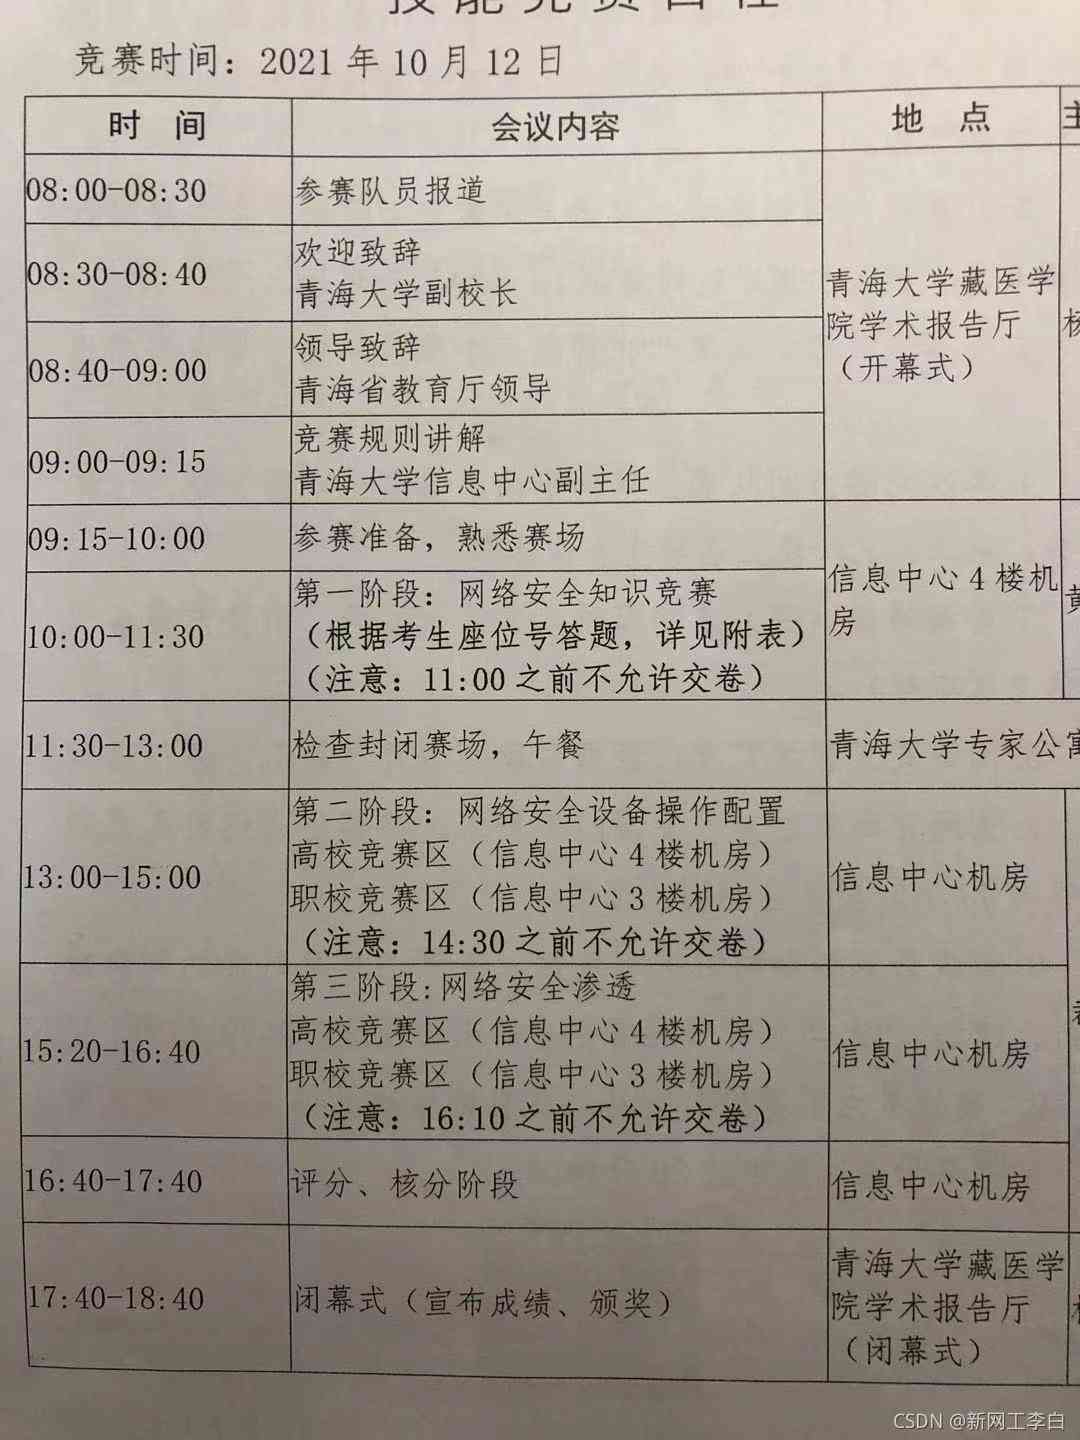 技能竞赛日程
竞赛时间：2021 年 10 月 12 日
时 间
会议内容
地 点
主
08:00-08:30
参赛队员报道
08:30-08:40
欢迎致辞
青海大学副校长
08:40-09:00
领导致辞
青海省教育厅领导
09:00-09:15
竞赛规则讲解
青海大学信息中心副主任
青海大学藏医学
院学术报告厅
（开幕式）
09:15-10:00
参赛准备，熟悉赛场
10:00-11:30
第一阶段：网络安全知识竞赛
（根据考生座位号答题，详见附表）
（注意：11:00 之前不允许交卷）
信息中心 4 楼机
房
11:30-13:00
检查封闭赛场，午餐
青海大学专家公寓
13:00-15:00
第二阶段：网络安全设备操作配置
高校竞赛区（信息中心 4 楼机房）
职校竞赛区（信息中心 3 楼机房）
（注意：14:30 之前不允许交卷）
信息中心机房
15:20-16:40
第三阶段:网络安全渗透
高校竞赛区（信息中心 4 楼机房）
职校竞赛区（信息中心 3 楼机房）
（注意：16:10 之前不允许交卷）
信息中心机房
16:40-17:40
评分、核分阶段
信息中心机房
17:40-18:40
闭幕式（宣布成绩、颁奖）
青海大学藏医学
院学术报告厅
（闭幕式）
CSDN @新网工李白